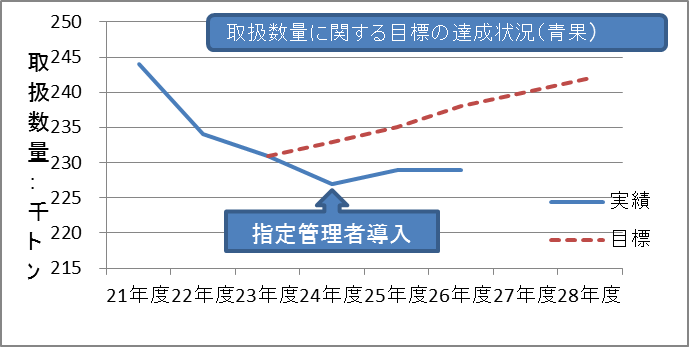 取扱数量に関する目標の達成状況（青果）
取扱数量：千トン
250
245
240
235
230
225
220
215
実績
目標
指定管理者導入
21年度 22年度 23年度 24年度 25年度 26年度 27年度 28年度